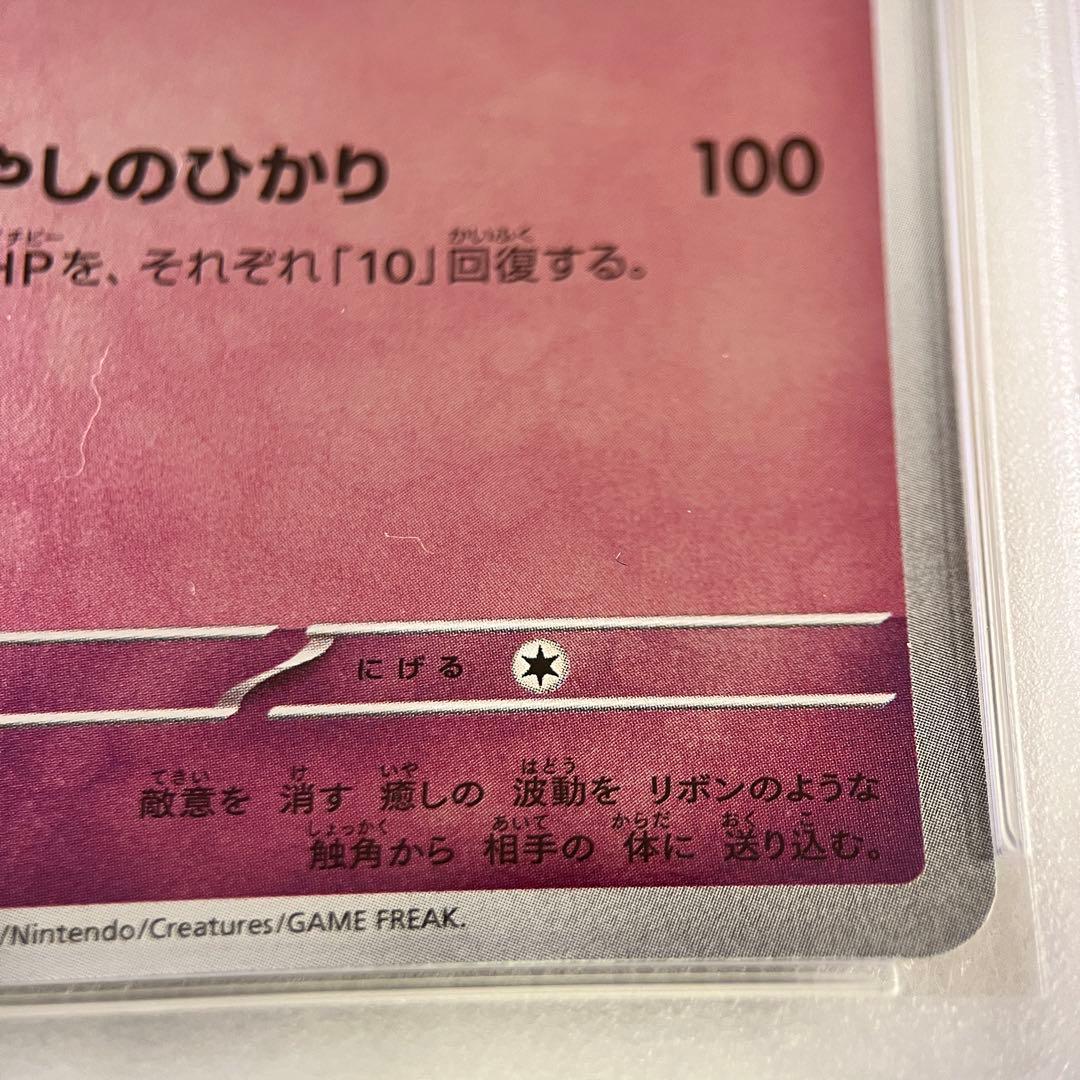 やしのひかり 100
HPを、それぞれ「10」回復する。
にげる
敵意を 消す 癒しの 波動を リボンのような
触角から 相手の 体に 送り込む。
/Nintendo/Creatures/GAME FREAK.